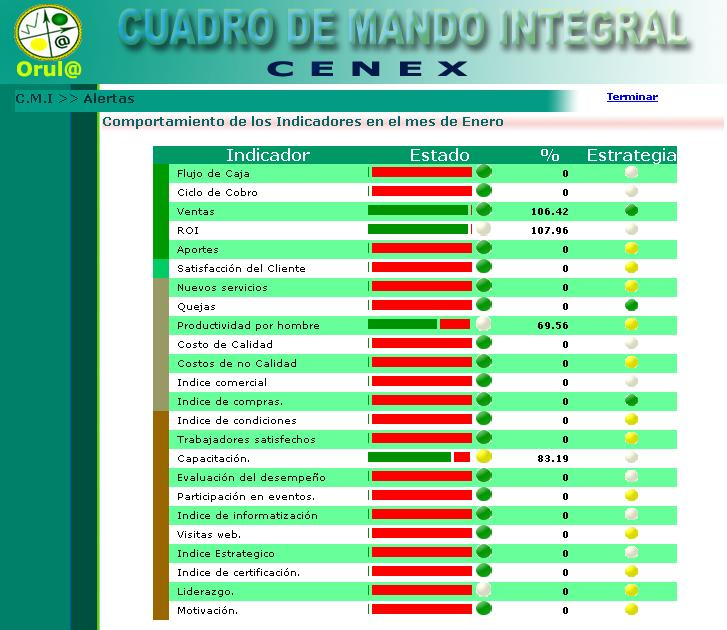 CUADRO DE MANDO INTEGRAL
CENEX
Orul@
C.M.I >> Alertas
Terminar
Comportamiento de los Indicadores en el mes de Enero
Indicador Estado % Estrategia
Flujo de Caja 0
Ciclo de Cobro 0
Ventas 106.42
ROI 107.96
Aportes 0
Satisfacción del Cliente 0
Nuevos servicios 0
Quejas 0
Productividad por hombre 69.56
Costo de Calidad 0
Costos de no Calidad 0
Indice comercial 0
Indice de compras. 0
Indice de condiciones 0
Trabajadores satisfechos 0
Capacitación. 83.19
Evaluación del desempeño 0
Participación en eventos. 0
Indice de informatización 0
Visitas web. 0
Indice Estrategico 0
Indice de certificación. 0
Liderazgo. 0
Motivación. 0